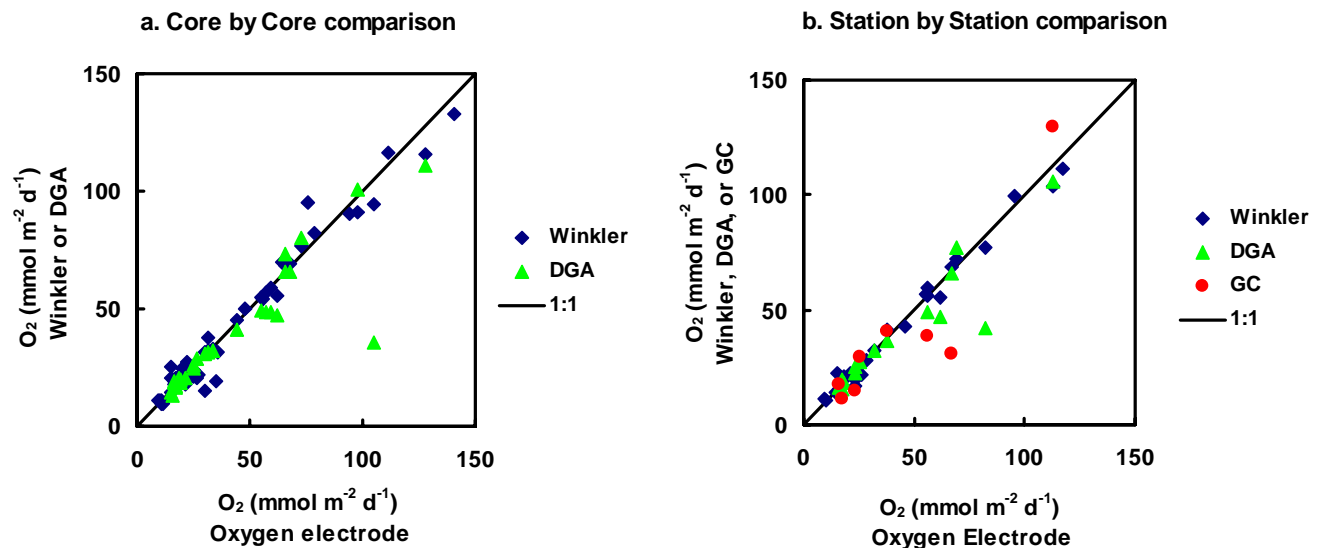 a. Core by Core comparison
150
100
50
0
0 50 100 150
O₂ (mmol m⁻² d⁻¹)
Winkler or DGA
O₂ (mmol m⁻² d⁻¹)
Oxygen electrode
Winkler
DGA
1:1
b. Station by Station comparison
150
100
50
0
0 50 100 150
O₂ (mmol m⁻² d⁻¹)
Winkler, DGA, or GC
O₂ (mmol m⁻² d⁻¹)
Oxygen Electrode
Winkler
DGA
GC
1:1